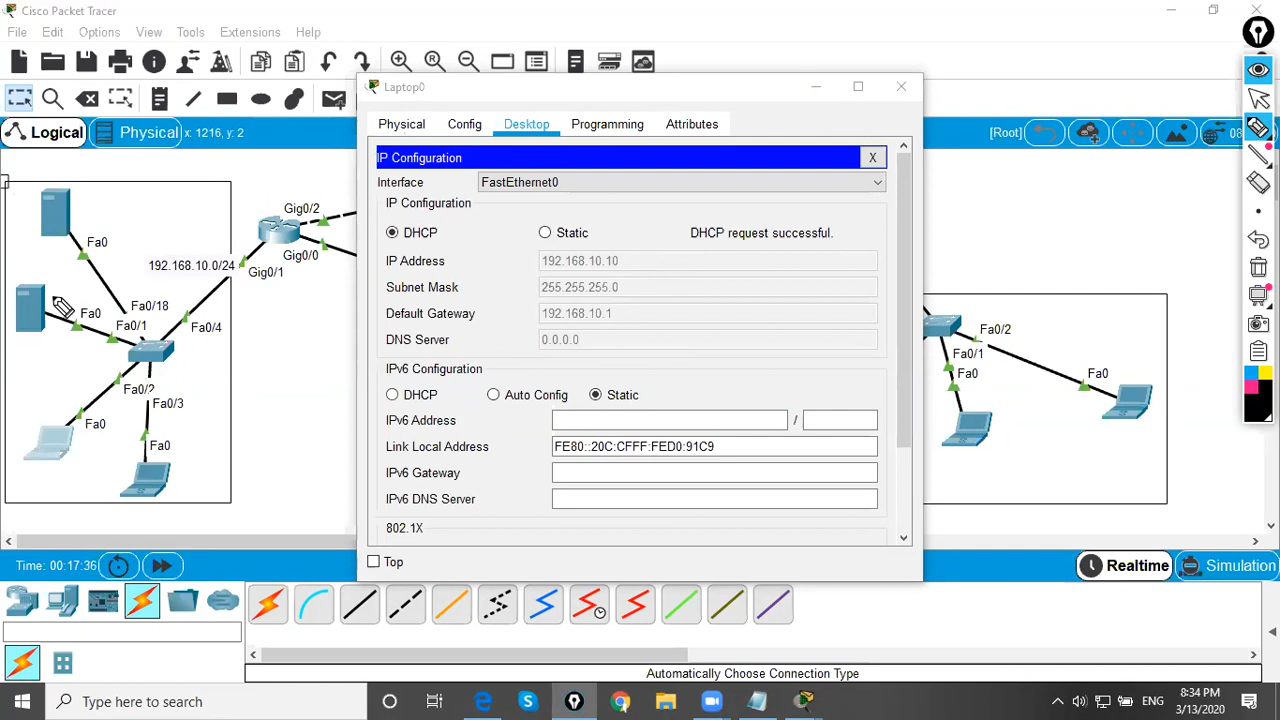 Cisco Packet Tracer
File Edit Options View Tools Extensions Help
Logical Physical x: 1216, y: 2 [Root] 08
Laptop0
Physical Config Desktop Programming Attributes
IP Configuration X
Interface FastEthernet0
IP Configuration
DHCP Static DHCP request successful.
IP Address 192.168.10.10
Subnet Mask 255.255.255.0
Default Gateway 192.168.10.1
DNS Server 0.0.0.0
IPv6 Configuration
DHCP Auto Config Static
IPv6 Address /
Link Local Address FE80::20C:CFFF:FED0:91C9
IPv6 Gateway
IPv6 DNS Server
802.1X
Top
Gig0/2
Fa0
Gig0/0
192.168.10.0/24
Gig0/1
Fa0/18
Fa0
Fa0/1
Fa0/4
Fa0/2
Fa0/3
Fa0
Fa0
Fa0/2
Fa0/1
Fa0
Fa0
Time: 00:17:36 Realtime Simulation
Automatically Choose Connection Type
Type here to search
ENG
8:34 PM
3/13/2020